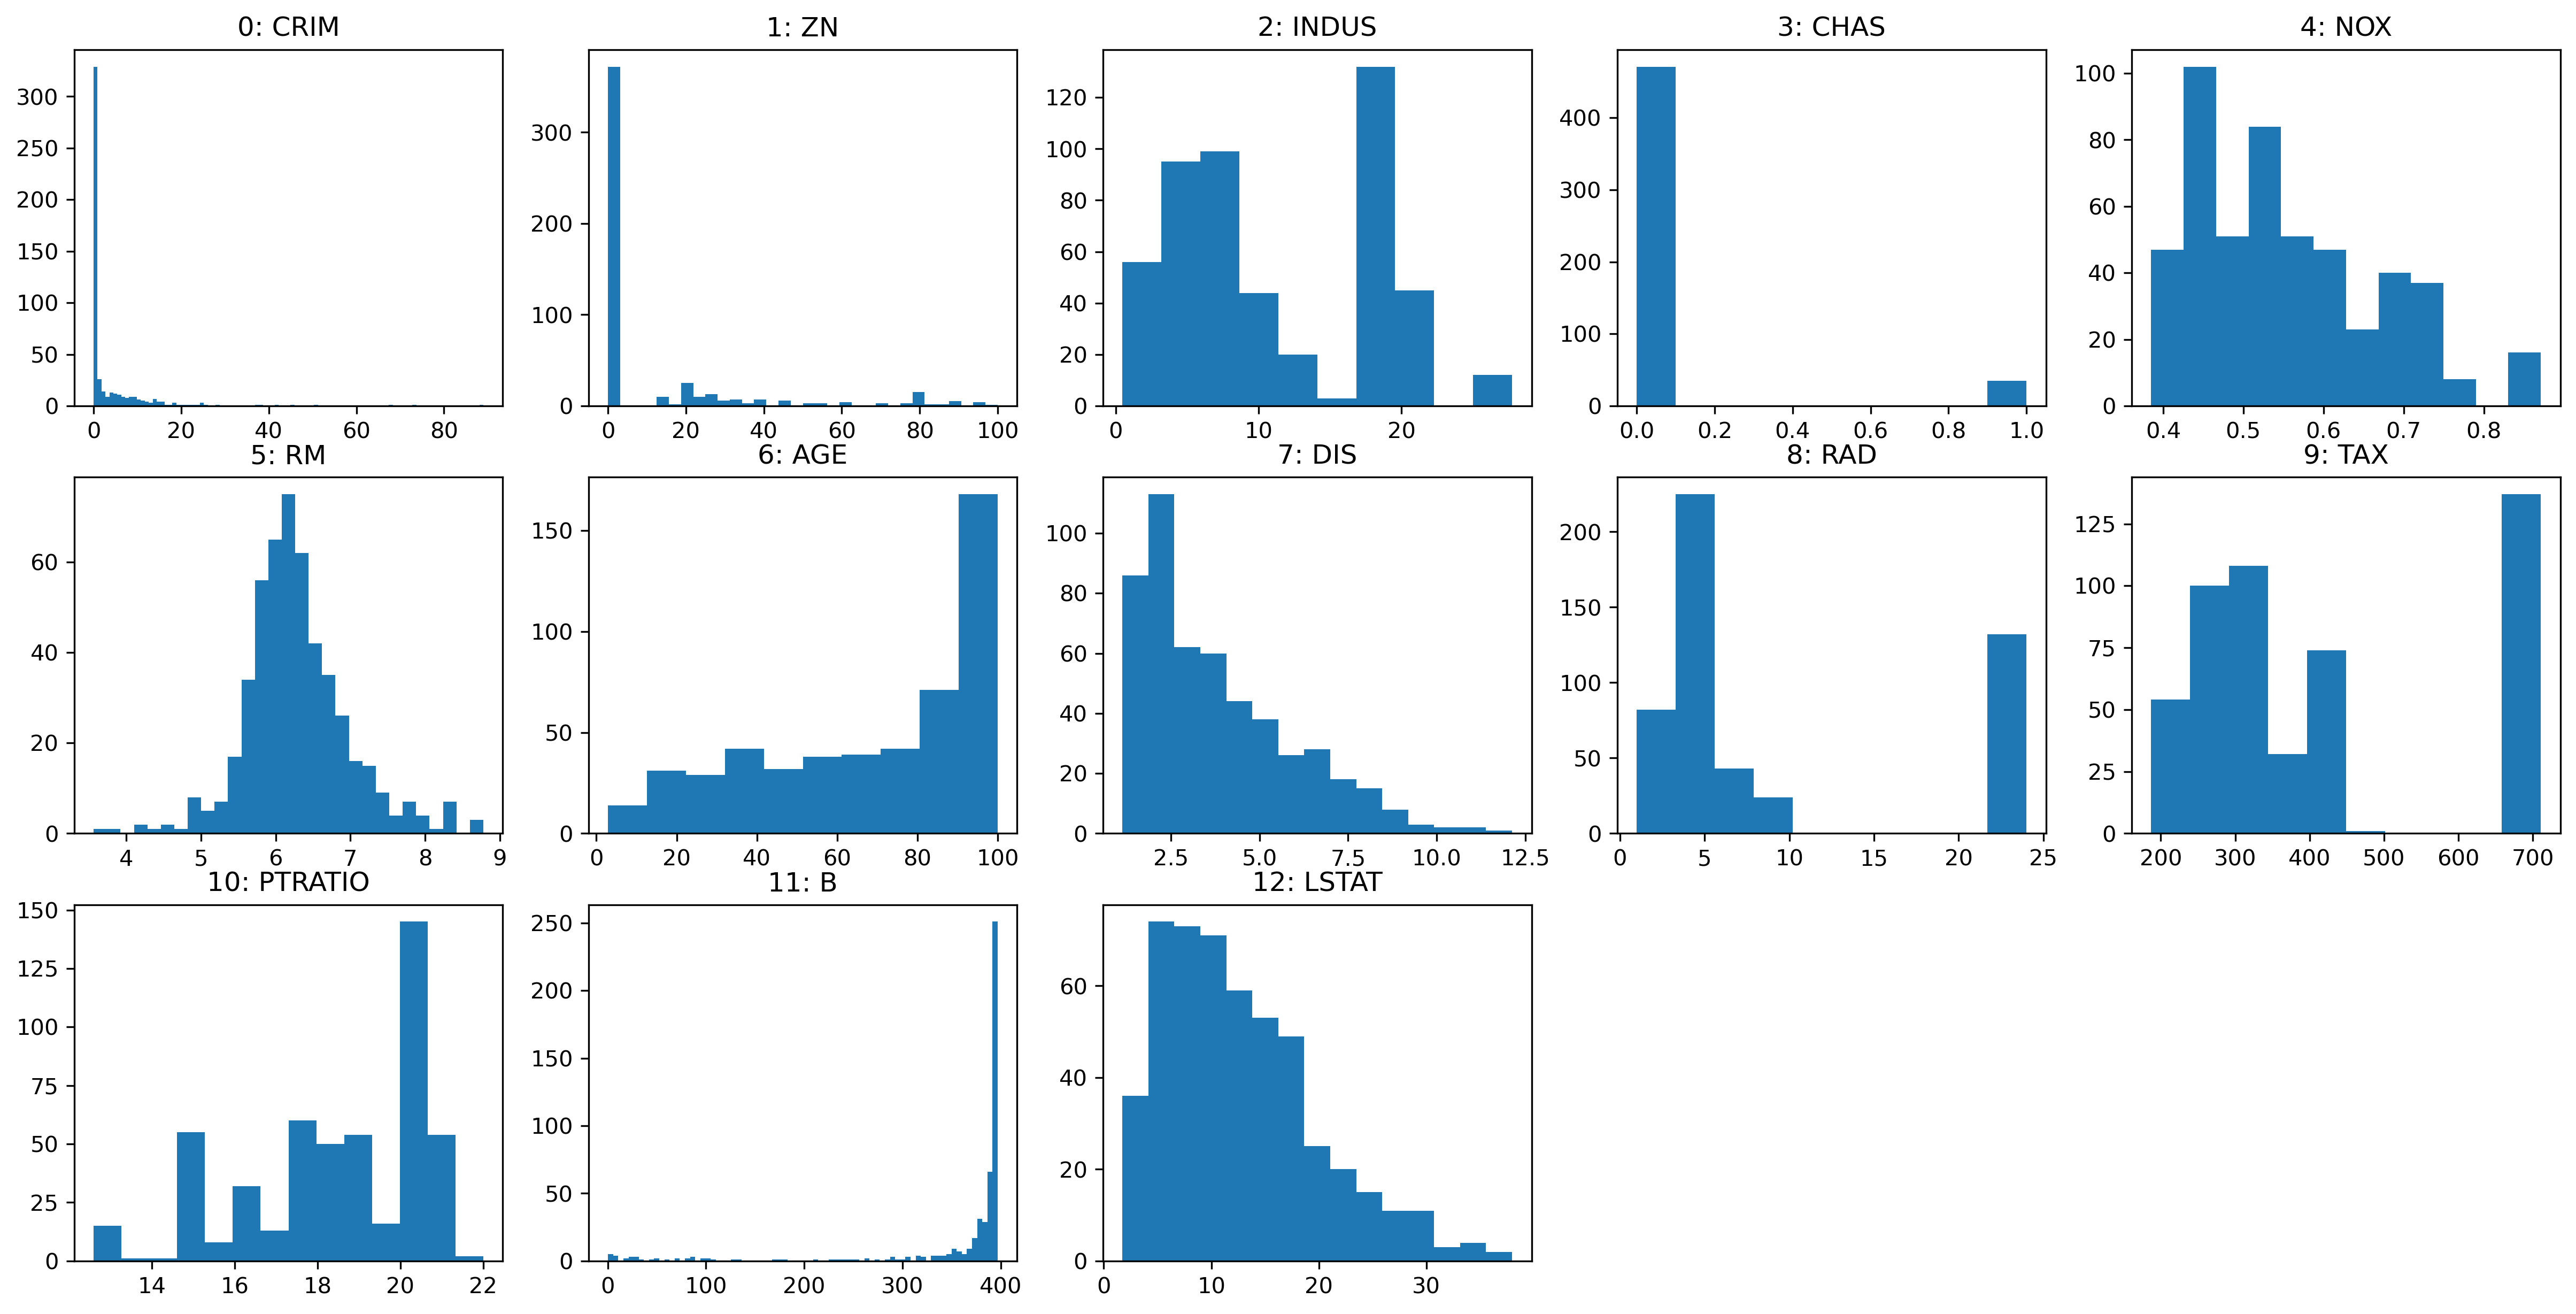 0: CRIM
1: ZN
2: INDUS
3: CHAS
4: NOX
300
250
200
150
100
50
0
0 20 40 60 80
300
200
100
0
0 20 40 60 80 100
120
100
80
60
40
20
0
0 10 20
400
300
200
100
0
0.0 0.2 0.4 0.6 0.8 1.0
100
80
60
40
20
0
0.4 0.5 0.6 0.7 0.8
5: RM
6: AGE
7: DIS
8: RAD
9: TAX
60
40
20
0
4 5 6 7 8 9
150
100
50
0
0 20 40 60 80 100
100
80
60
40
20
0
2.5 5.0 7.5 10.0 12.5
200
150
100
50
0
0 5 10 15 20 25
125
100
75
50
25
0
200 300 400 500 600 700
10: PTRATIO
11: B
12: LSTAT
150
125
100
75
50
25
0
14 16 18 20 22
250
200
150
100
50
0
0 100 200 300 400
60
40
20
0
0 10 20 30